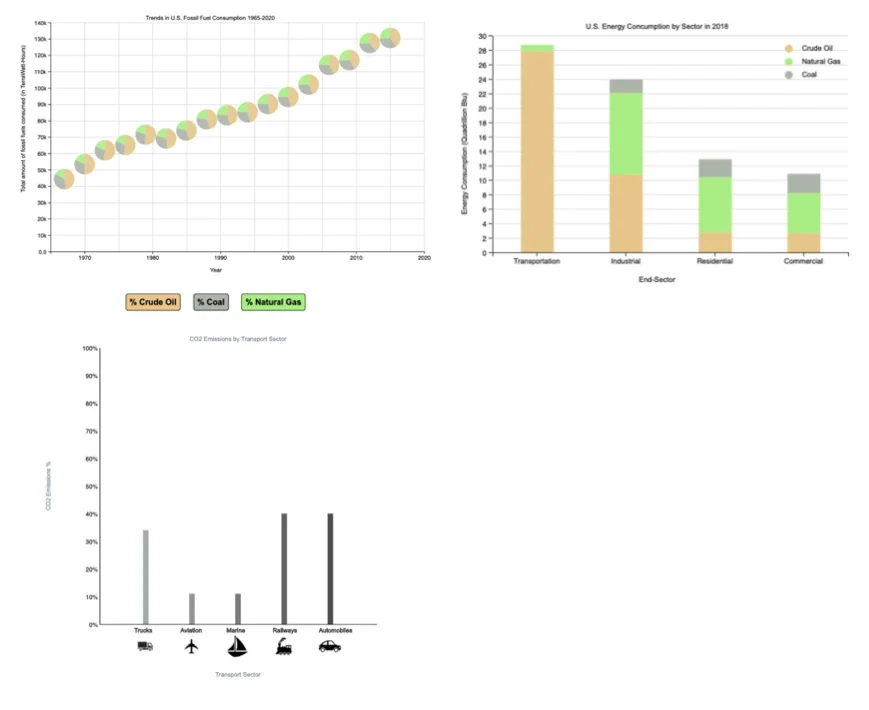 Trends in U.S. Fossil Fuel Consumption 1965-2020
Total amount of fossil fuels consumed (in TerraWatt-Hours)
140k
130k
120k
110k
100k
90k
80k
70k
60k
50k
40k
30k
20k
10k
0.0
1970
1980
1990
2000
2010
2020
Year
% Crude Oil
% Coal
% Natural Gas
U.S. Energy Concumption by Sector in 2018
Energy Consumption (Quadrillion Btu)
30
28
26
24
22
20
18
16
14
12
10
8
6
4
2
0
Crude Oil
Natural Gas
Coal
Transportation
Industrial
Residential
Commercial
End-Sector
CO2 Emissions by Transport Sector
CO2 Emissions %
100%
90%
80%
70%
60%
50%
40%
30%
20%
10%
0%
Trucks
Aviation
Marine
Railways
Automobiles
Transport Sector